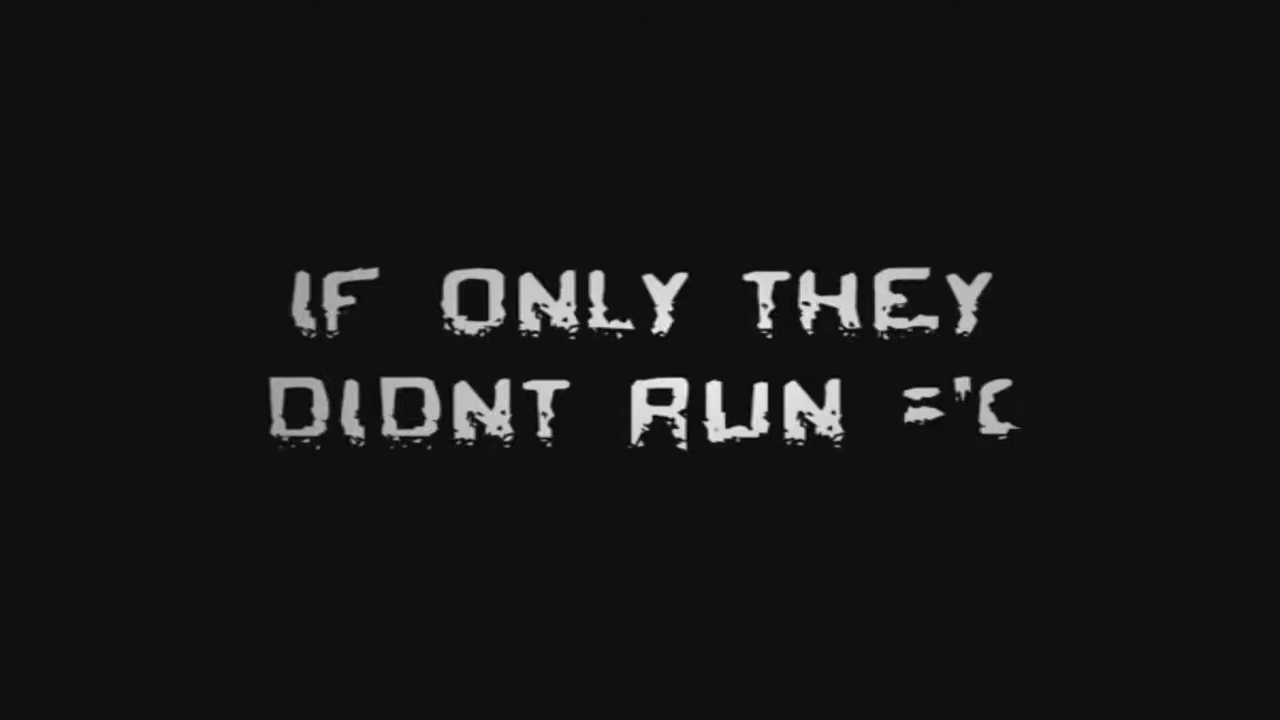 IF ONLY THEY
DIDNT RUN ='(